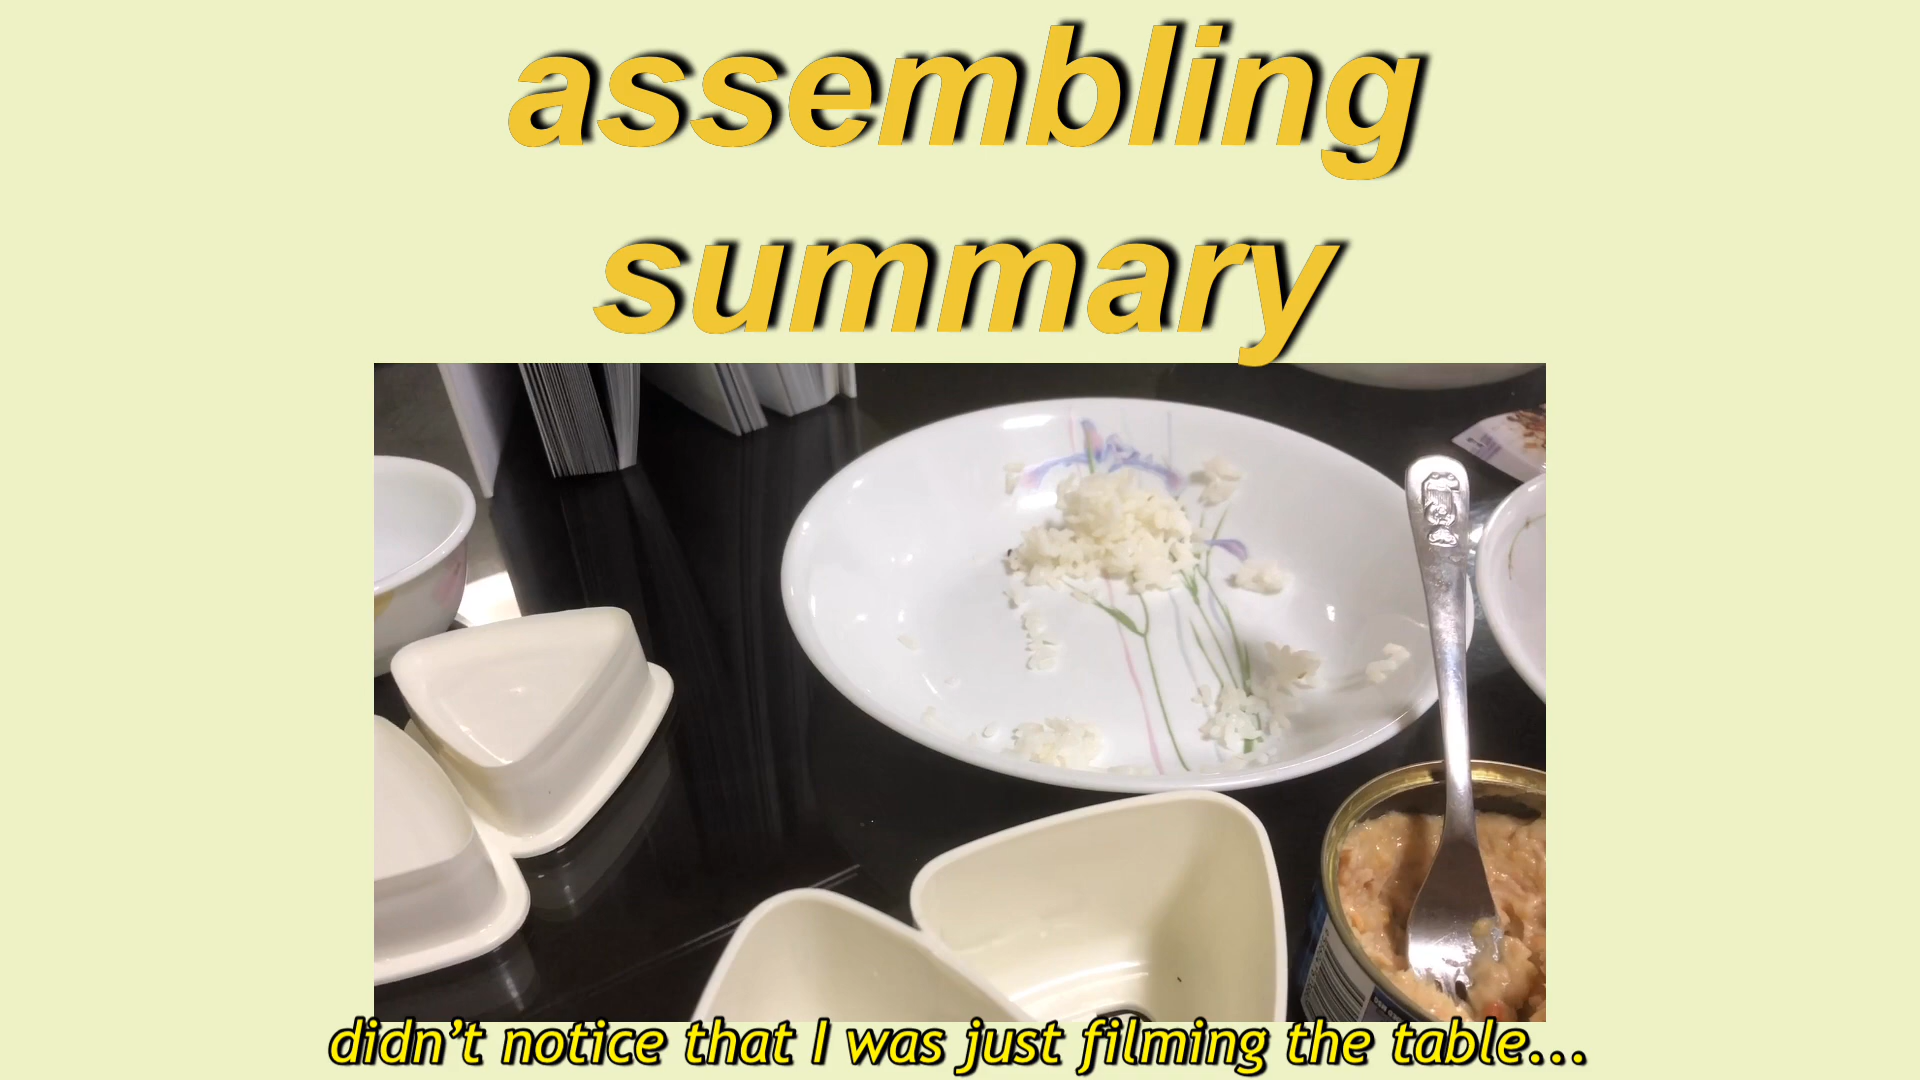 assembling
summary
didn't notice that I was just filming the table...